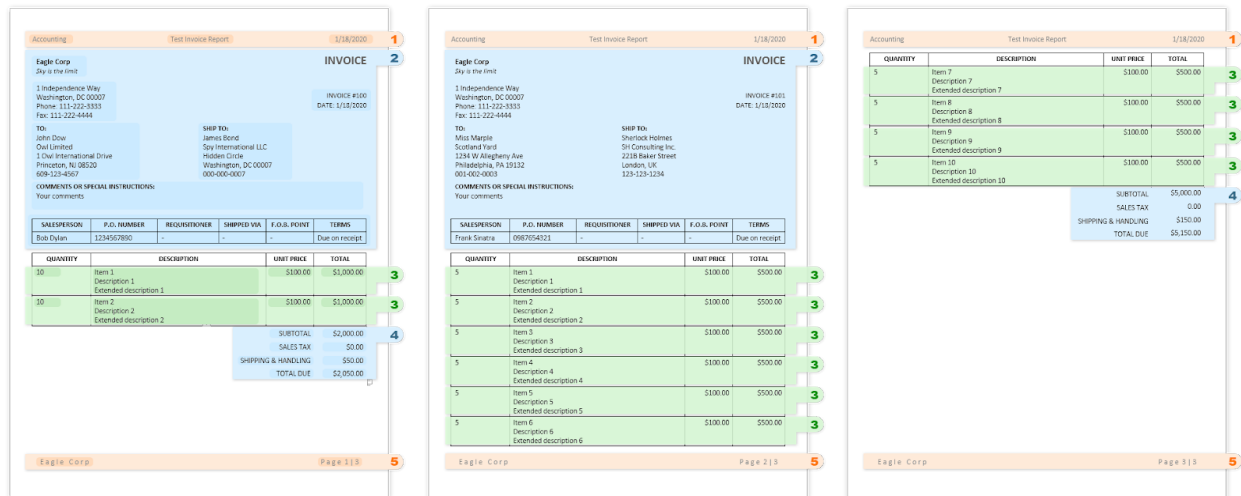 Accounting Test Invoice Report 1/18/2020 1
Eagle Corp INVOICE 2
Sky is the limit
1 Independence Way
Washington, DC 00007 INVOICE #100
Phone: 111-222-3333 DATE: 1/18/2020
Fax: 111-222-4444
TO: SHIP TO:
John Dow James Bond
Owl Limited Spy International LLC
1 Owl International Drive Hidden Circle
Princeton, NJ 08520 Washington, DC 00007
609-123-4567 000-000-0007
COMMENTS OR SPECIAL INSTRUCTIONS:
Your comments
SALESPERSON P.O. NUMBER REQUISITIONER SHIPPED VIA F.O.B. POINT TERMS
Bob Dylan 1234567890 - - - Due on receipt
QUANTITY DESCRIPTION UNIT PRICE TOTAL
10 Item 1 $100.00 $1,000.00 3
Description 1
Extended description 1
10 Item 2 $100.00 $1,000.00 3
Description 2
Extended description 2
SUBTOTAL $2,000.00 4
SALES TAX $0.00
SHIPPING & HANDLING $50.00
TOTAL DUE $2,050.00
Eagle Corp Page 1|3 5
Accounting Test Invoice Report 1/18/2020 1
Eagle Corp INVOICE 2
Sky is the limit
1 Independence Way
Washington, DC 00007 INVOICE #101
Phone: 111-222-3333 DATE: 1/18/2020
Fax: 111-222-4444
TO: SHIP TO:
Miss Marple Sherlock Holmes
Scotland Yard SH Consulting Inc.
1234 W Allegheny Ave 221B Baker Street
Philadelphia, PA 19132 London, UK
001-002-0003 123-123-1234
COMMENTS OR SPECIAL INSTRUCTIONS:
Your comments
SALESPERSON P.O. NUMBER REQUISITIONER SHIPPED VIA F.O.B. POINT TERMS
Frank Sinatra 0987654321 - - - Due on receipt
QUANTITY DESCRIPTION UNIT PRICE TOTAL
5 Item 1 $100.00 $500.00 3
Description 1
Extended description 1
5 Item 2 $100.00 $500.00 3
Description 2
Extended description 2
5 Item 3 $100.00 $500.00 3
Description 3
Extended description 3
5 Item 4 $100.00 $500.00 3
Description 4
Extended description 4
5 Item 5 $100.00 $500.00 3
Description 5
Extended description 5
5 Item 6 $100.00 $500.00 3
Description 6
Extended description 6
Eagle Corp Page 2|3 5
Accounting Test Invoice Report 1/18/2020 1
QUANTITY DESCRIPTION UNIT PRICE TOTAL
5 Item 7 $100.00 $500.00 3
Description 7
Extended description 7
5 Item 8 $100.00 $500.00 3
Description 8
Extended description 8
5 Item 9 $100.00 $500.00 3
Description 9
Extended description 9
5 Item 10 $100.00 $500.00 3
Description 10
Extended description 10
SUBTOTAL $5,000.00 4
SALES TAX 0.00
SHIPPING & HANDLING $150.00
TOTAL DUE $5,150.00
Eagle Corp Page 3|3 5